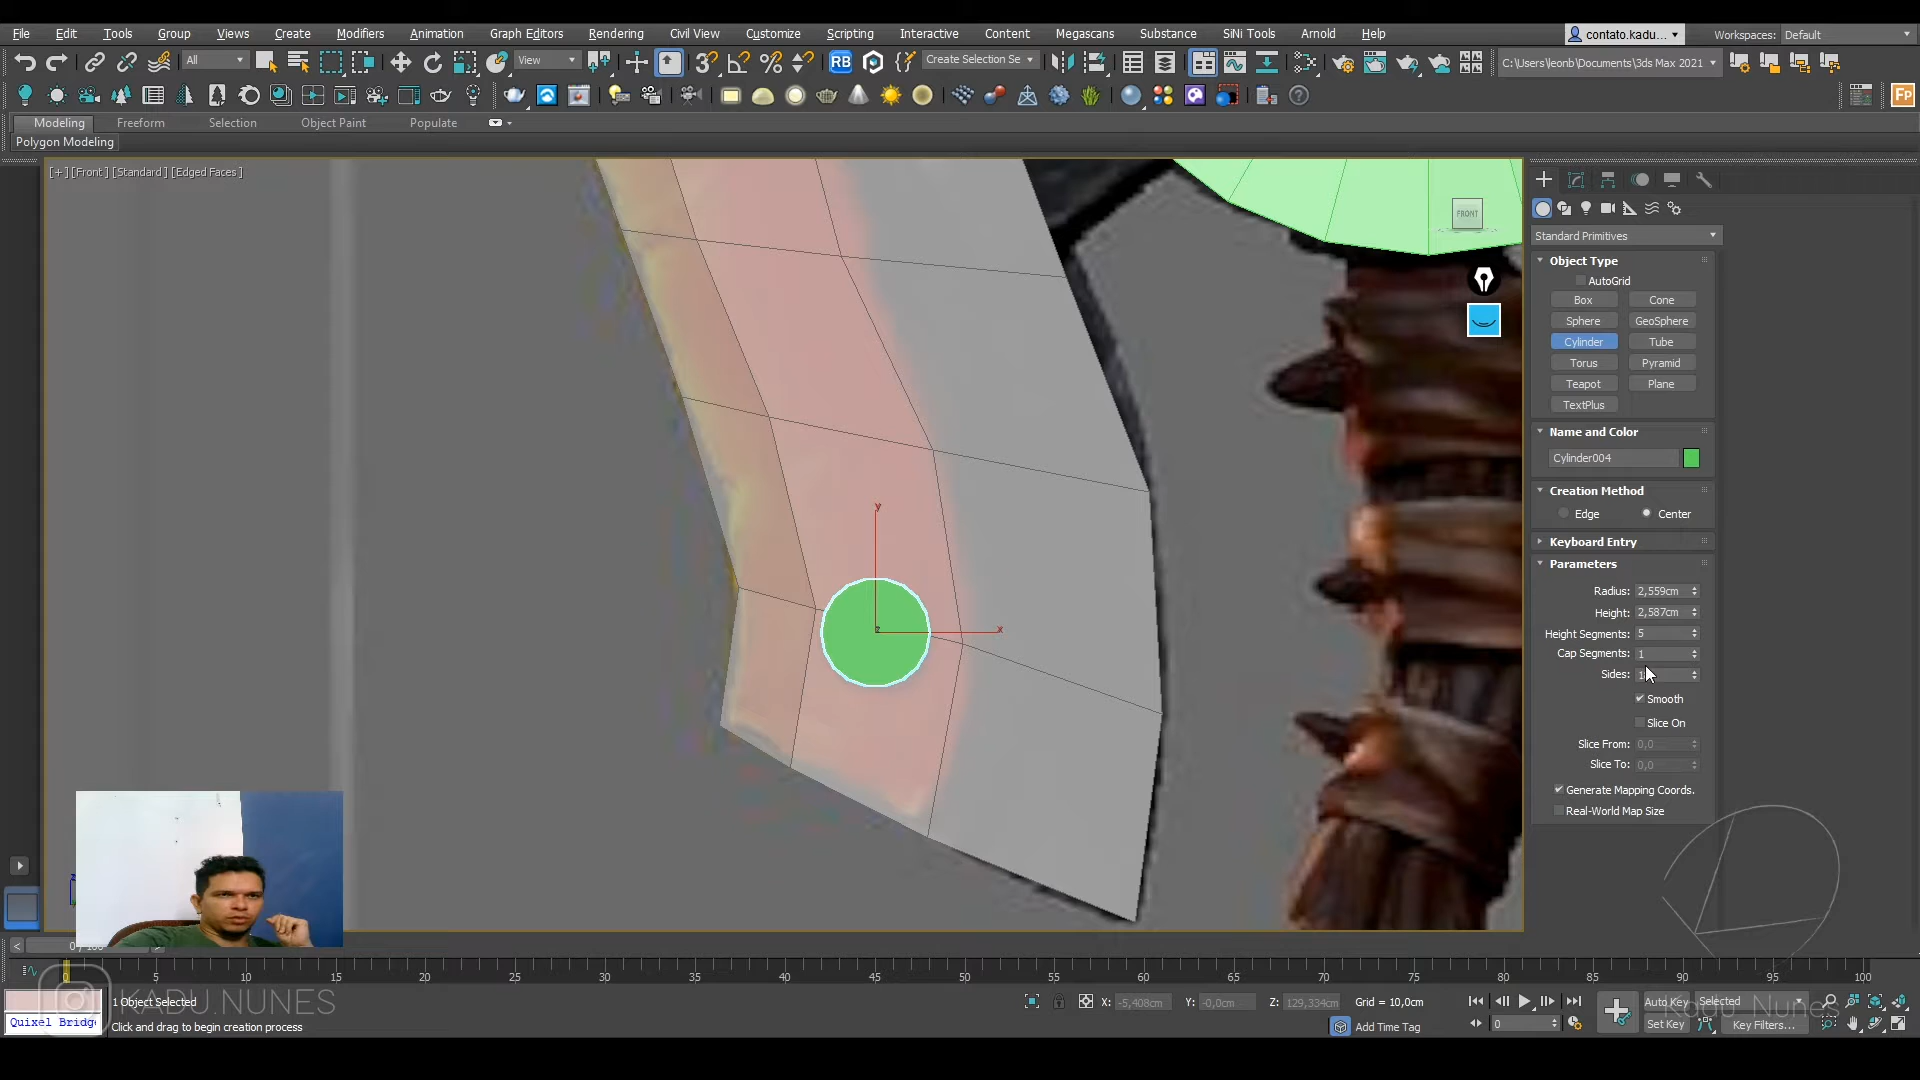 File Edit Tools Group Views Create Modifiers Animation Graph Editors Rendering Civil View Customize Scripting Interactive Content Megascans Substance SiNi Tools Arnold Help contato.kadu... Workspaces: Default
All View Create Selection Se C:\Users\leonb\Documents\3ds Max 2021
RB
Fp
Modeling Freeform Selection Object Paint Populate
Polygon Modeling
[+] [Front] [Standard] [Edged Faces]
FRONT
Standard Primitives
Object Type
AutoGrid
Box Cone
Sphere GeoSphere
Cylinder Tube
Torus Pyramid
Teapot Plane
TextPlus
Name and Color
Cylinder004
Creation Method
Edge Center
Keyboard Entry
Parameters
Radius: 2,559cm
Height: 2,587cm
Height Segments: 5
Cap Segments: 1
Sides:
Smooth
Slice On
Slice From: 0,0
Slice To: 0,0
Generate Mapping Coords.
Real-World Map Size
y
z
x
0 5 10 15 20 25 30 35 40 45 50 55 60 65 70 75 80 85 90 95 100
KADU.NUNES
1 Object Selected X: -5,408cm Y: -0,0cm Z: 129,334cm Grid = 10,0cm Auto Key Selected
Kadu Nunes
Quixel Bridge Click and drag to begin creation process Add Time Tag 0 Set Key Key Filters...